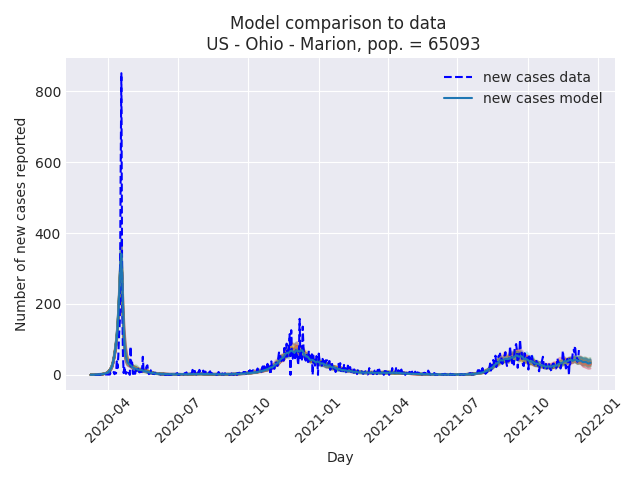 Model comparison to data
US - Ohio - Marion, pop. = 65093
new cases data
new cases model
Number of new cases reported
800
600
400
200
0
2020-04
2020-07
2020-10
2021-01
2021-04
2021-07
2021-10
2022-01
Day